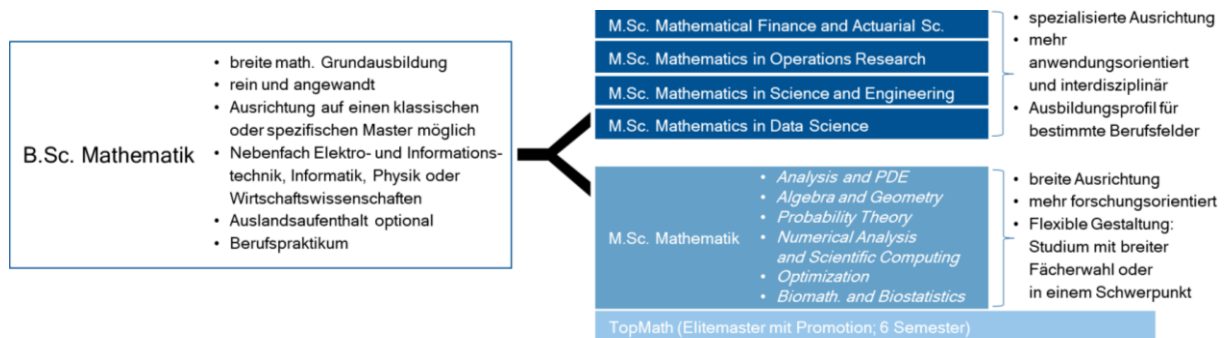 B.Sc. Mathematik
• breite math. Grundausbildung
• rein und angewandt
• Ausrichtung auf einen klassischen
oder spezifischen Master möglich
• Nebenfach Elektro- und Informations-
technik, Informatik, Physik oder
Wirtschaftswissenschaften
• Auslandsaufenthalt optional
• Berufspraktikum
M.Sc. Mathematical Finance and Actuarial Sc.
M.Sc. Mathematics in Operations Research
M.Sc. Mathematics in Science and Engineering
M.Sc. Mathematics in Data Science
• spezialisierte Ausrichtung
• mehr
anwendungsorientiert
und interdisziplinär
• Ausbildungsprofil für
bestimmte Berufsfelder
M.Sc. Mathematik
• Analysis and PDE
• Algebra and Geometry
• Probability Theory
• Numerical Analysis
and Scientific Computing
• Optimization
• Biomath. and Biostatistics
• breite Ausrichtung
• mehr forschungsorientiert
• Flexible Gestaltung:
Studium mit breiter
Fächerwahl oder
in einem Schwerpunkt
TopMath (Elitemaster mit Promotion; 6 Semester)